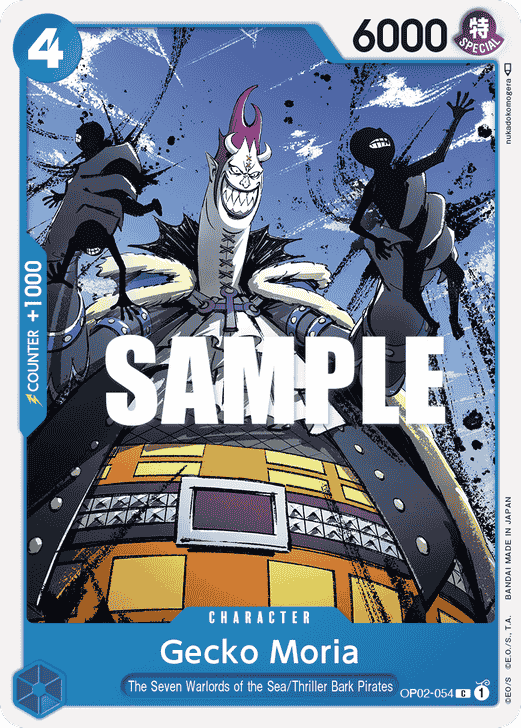 4
6000
特
SPECIAL
nukadokomogera
COUNTER +1000
SAMPLE
CHARACTER
Gecko Moria
The Seven Warlords of the Sea/Thriller Bark Pirates
OP02-054 C 1
©EO/S ©E.O./S., T.A. BANDAI MADE IN JAPAN